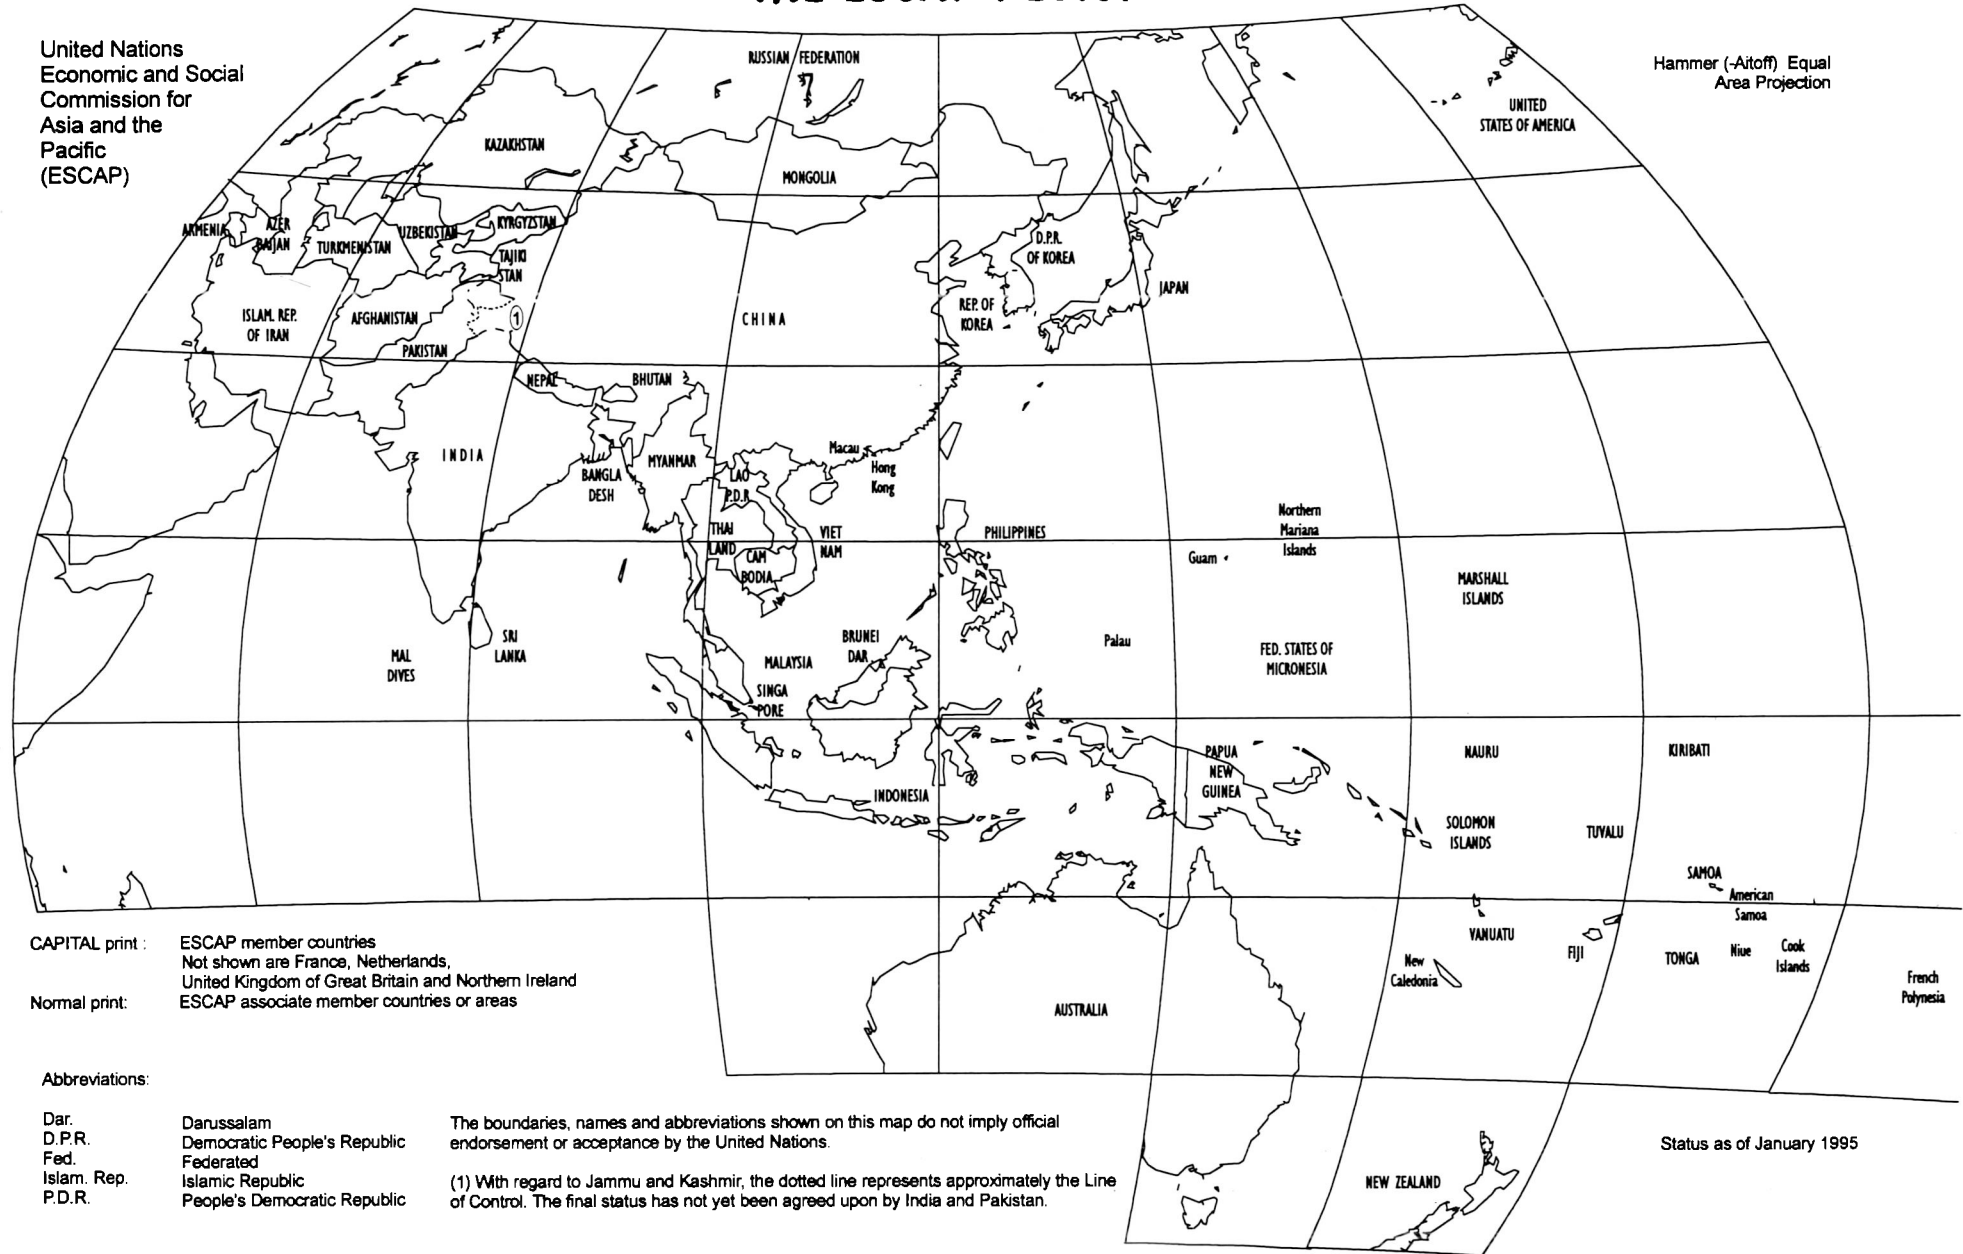 United Nations
Economic and Social
Commission for
Asia and the
Pacific
(ESCAP)
Hammer (-Aitoff) Equal
Area Projection
RUSSIAN FEDERATION
UNITED
STATES OF AMERICA
KAZAKHSTAN
MONGOLIA
ARMENIA
AZER
BAIJAN
TURKMENISTAN
UZBEKISTAN
KYRGYZSTAN
TAJIKI
STAN
D.P.R.
OF KOREA
JAPAN
REP. OF
KOREA
ISLAM. REP.
OF IRAN
AFGHANISTAN
1
CHINA
PAKISTAN
NEPAL
BHUTAN
INDIA
BANGLA
DESH
MYANMAR
Macau
Hong
Kong
LAO
P.D.R.
THAI
LAND
VIET
NAM
CAM
BODIA
PHILIPPINES
Northern
Mariana
Islands
Guam
MARSHALL
ISLANDS
MAL
DIVES
SRI
LANKA
BRUNEI
DAR.
MALAYSIA
SINGA
PORE
Palau
FED. STATES OF
MICRONESIA
INDONESIA
PAPUA
NEW
GUINEA
NAURU
KIRIBATI
SOLOMON
ISLANDS
TUVALU
SAMOA
American
Samoa
VANUATU
FIJI
TONGA
Niue
Cook
Islands
New
Caledonia
French
Polynesia
AUSTRALIA
NEW ZEALAND
CAPITAL print : ESCAP member countries
Not shown are France, Netherlands,
United Kingdom of Great Britain and Northern Ireland
Normal print: ESCAP associate member countries or areas
Abbreviations:
Dar. Darussalam
D.P.R. Democratic People's Republic
Fed. Federated
Islam. Rep. Islamic Republic
P.D.R. People's Democratic Republic
The boundaries, names and abbreviations shown on this map do not imply official
endorsement or acceptance by the United Nations.
(1) With regard to Jammu and Kashmir, the dotted line represents approximately the Line
of Control. The final status has not yet been agreed upon by India and Pakistan.
Status as of January 1995